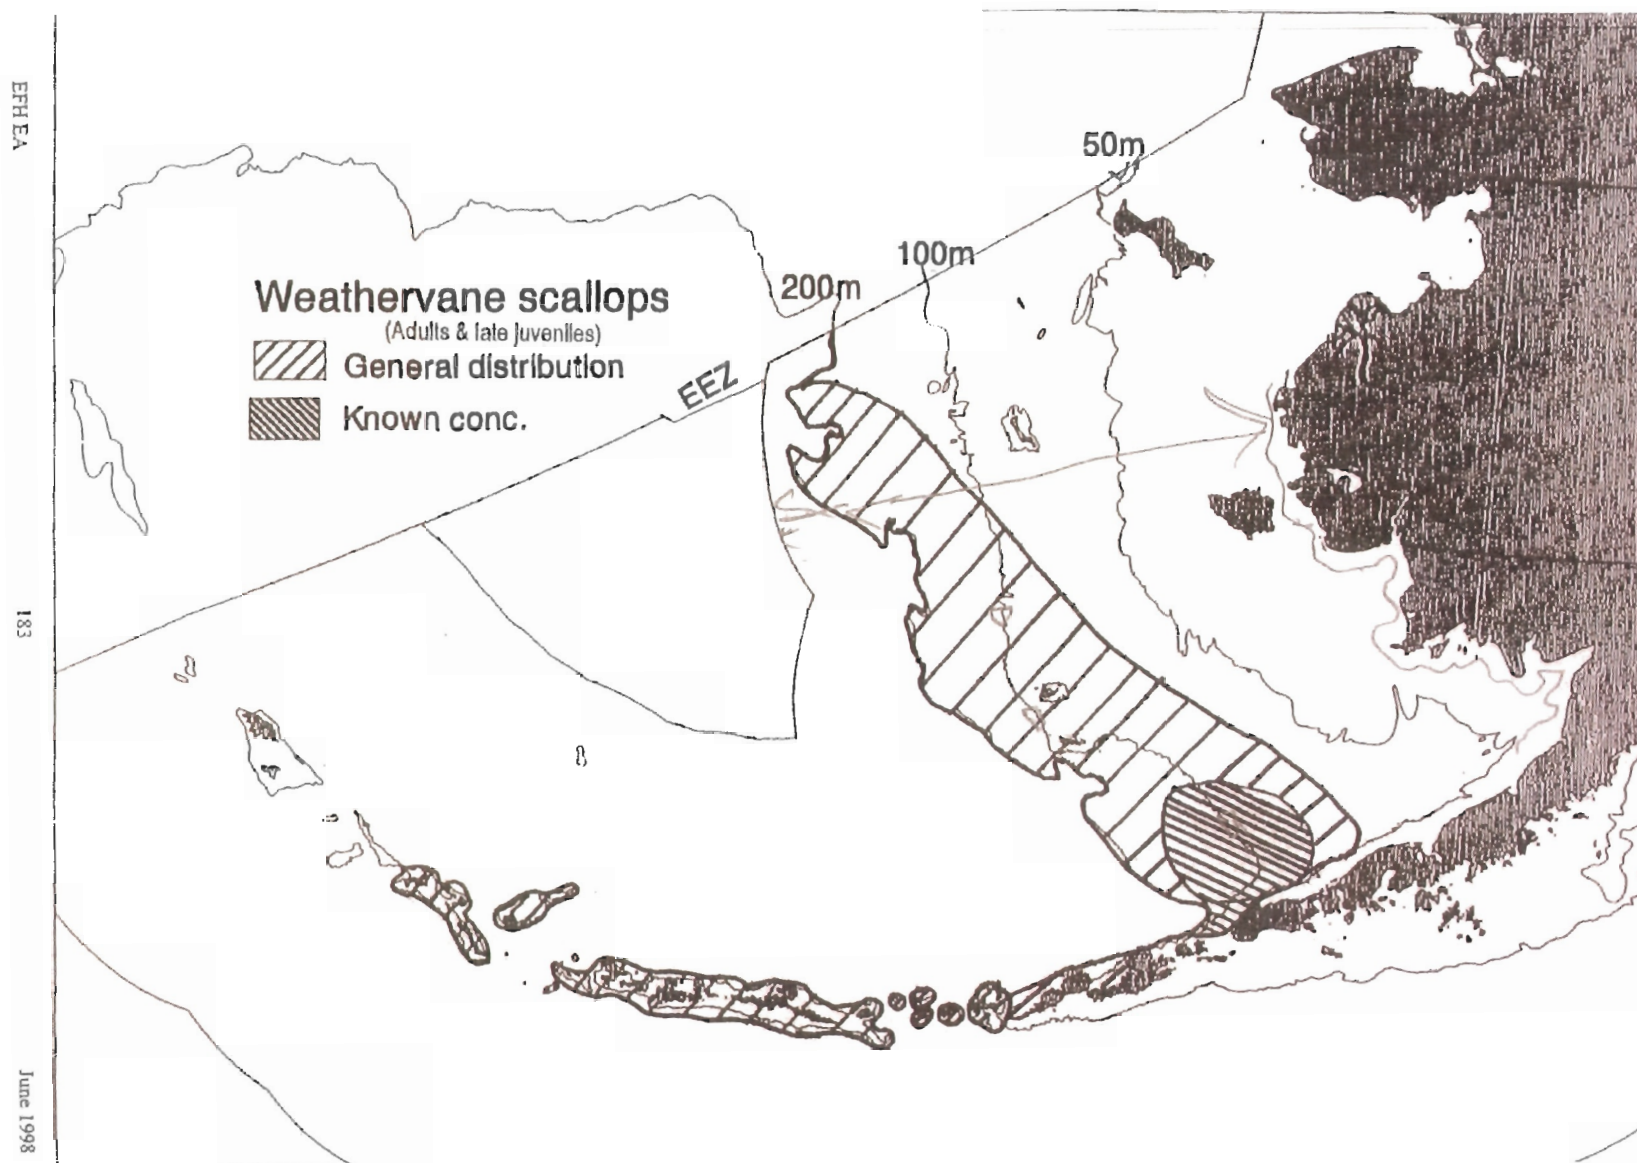 EFH EA
183
June 1998
Weathervane scallops
(Adults & late juveniles)
General distribution
Known conc.
EEZ
200m
100m
50m